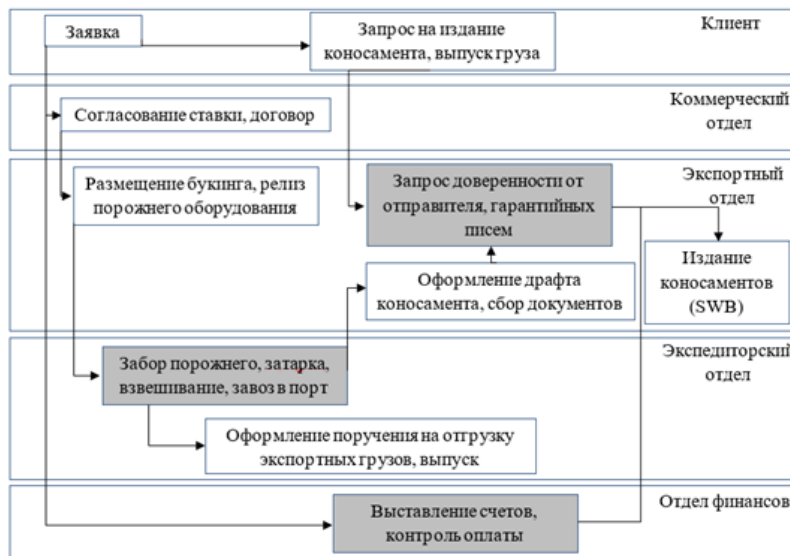 Заявка
Запрос на издание
коносамента, выпуск груза
Клиент
Согласование ставки, договор
Коммерческий
отдел
Размещение букинга, релиз
порожнего оборудования
Запрос доверенности от
отправителя, гарантийных
писем
Экспортный
отдел
Оформление драфта
коносамента, сбор документов
Издание
коносаментов
(SWB)
Забор порожнего, затарка,
взвешивание, завоз в порт
Экспедиторский
отдел
Оформление поручения на отгрузку
экспортных грузов, выпуск
Выставление счетов,
контроль оплаты
Отдел финансов